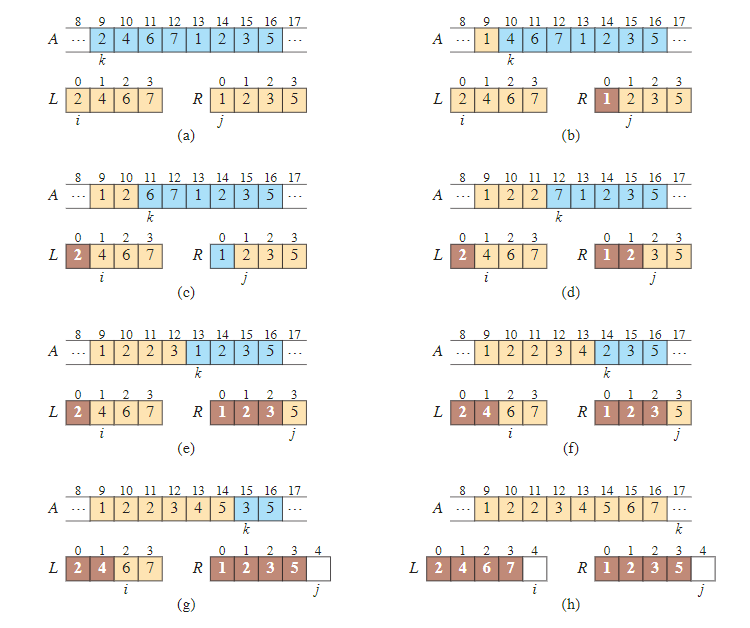 8 9 10 11 12 13 14 15 16 17
A ... 2 4 6 7 1 2 3 5 ...
k
0 1 2 3 0 1 2 3
L 2 4 6 7 R 1 2 3 5
i j
(a)
8 9 10 11 12 13 14 15 16 17
A ... 1 4 6 7 1 2 3 5 ...
k
0 1 2 3 0 1 2 3
L 2 4 6 7 R 1 2 3 5
i j
(b)
8 9 10 11 12 13 14 15 16 17
A ... 1 2 6 7 1 2 3 5 ...
k
0 1 2 3 0 1 2 3
L 2 4 6 7 R 1 2 3 5
i j
(c)
8 9 10 11 12 13 14 15 16 17
A ... 1 2 2 7 1 2 3 5 ...
k
0 1 2 3 0 1 2 3
L 2 4 6 7 R 1 2 3 5
i j
(d)
8 9 10 11 12 13 14 15 16 17
A ... 1 2 2 3 1 2 3 5 ...
k
0 1 2 3 0 1 2 3
L 2 4 6 7 R 1 2 3 5
i j
(e)
8 9 10 11 12 13 14 15 16 17
A ... 1 2 2 3 4 2 3 5 ...
k
0 1 2 3 0 1 2 3
L 2 4 6 7 R 1 2 3 5
i j
(f)
8 9 10 11 12 13 14 15 16 17
A ... 1 2 2 3 4 5 3 5 ...
k
0 1 2 3 0 1 2 3 4
L 2 4 6 7 R 1 2 3 5
i j
(g)
8 9 10 11 12 13 14 15 16 17
A ... 1 2 2 3 4 5 6 7 ...
k
0 1 2 3 4 0 1 2 3 4
L 2 4 6 7 R 1 2 3 5
i j
(h)